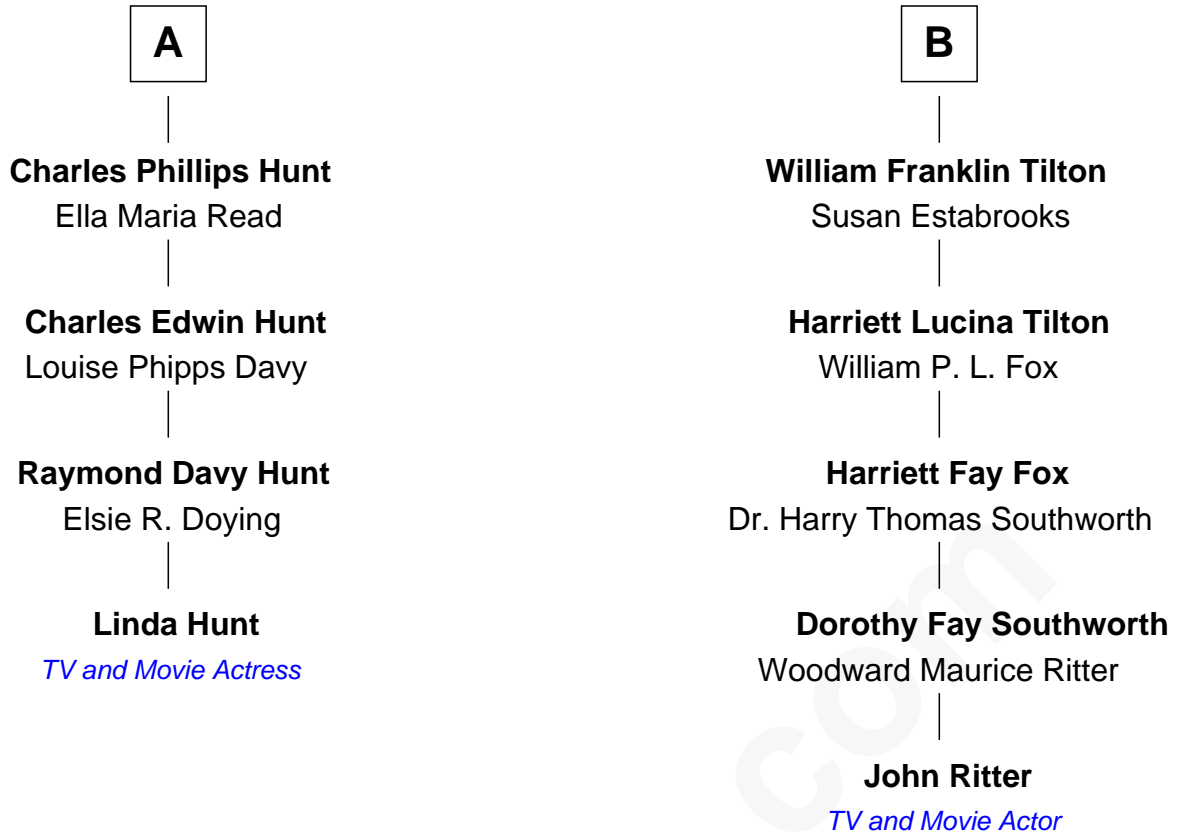 A
Charles Phillips Hunt
Ella Maria Read
Charles Edwin Hunt
Louise Phipps Davy
Raymond Davy Hunt
Elsie R. Doying
Linda Hunt
TV and Movie Actress
B
William Franklin Tilton
Susan Estabrooks
Harriett Lucina Tilton
William P. L. Fox
Harriett Fay Fox
Dr. Harry Thomas Southworth
Dorothy Fay Southworth
Woodward Maurice Ritter
John Ritter
TV and Movie Actor
com